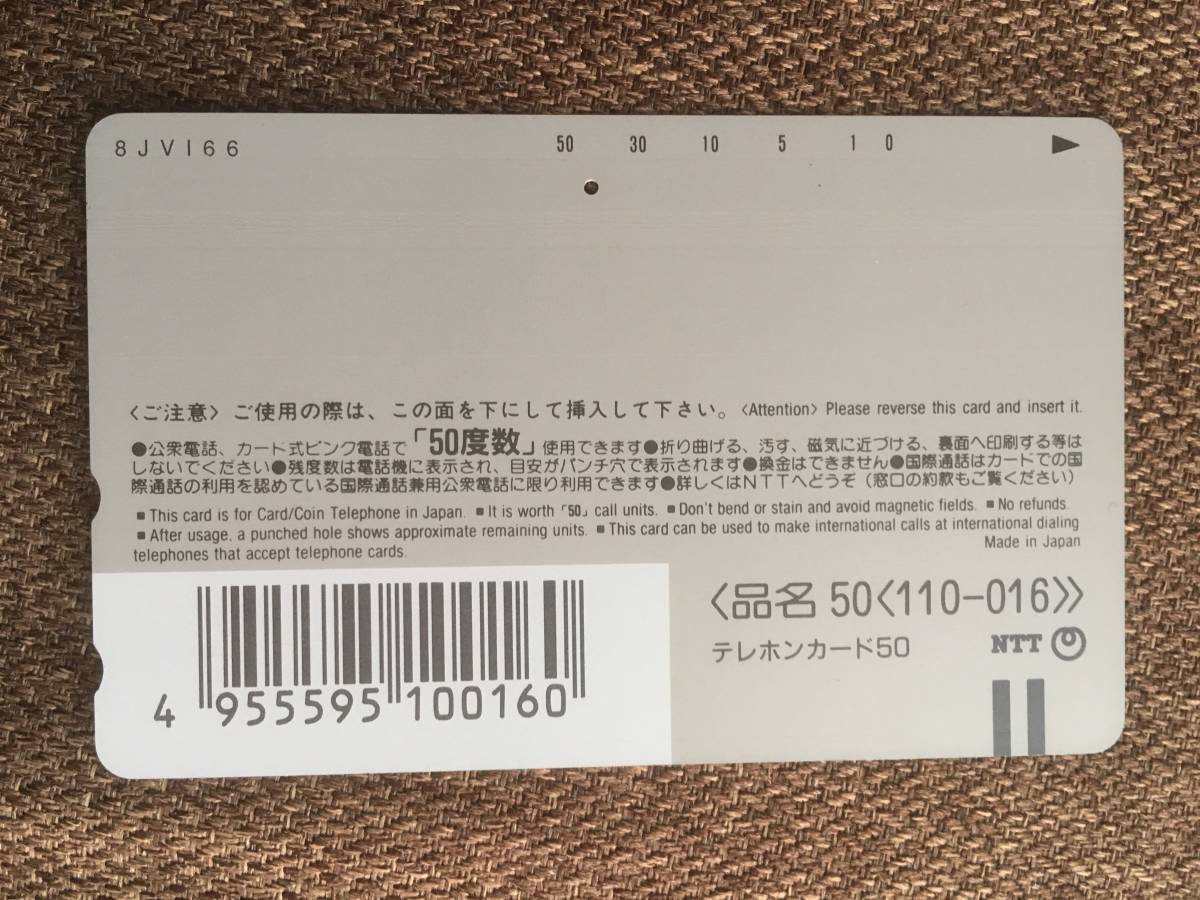 8JV166
50 30 10 5 1 0
〈ご注意〉ご使用の際は、この面を下にして挿入して下さい。〈Attention〉Please reverse this card and insert it.
●公衆電話、カード式ピンク電話で「50度数」使用できます●折り曲げる、汚す、磁気に近づける、裏面へ印刷する等は
しないでください●残度数は電話機に表示され、目安がパンチ穴で表示されます●換金はできません●国際通話はカードでの国
際通話の利用を認めている国際通話兼用公衆電話に限り利用できます●詳しくはNTTへどうぞ(窓口の約款もご覧ください)
■This card is for Card/Coin Telephone in Japan. ■It is worth「50」call units. ■Don't bend or stain and avoid magnetic fields. ■No refunds.
■After usage, a punched hole shows approximate remaining units. ■This card can be used to make international calls at international dialing
telephones that accept telephone cards.
Made in Japan
〈品名 50〈110-016〉〉
テレホンカード50
NTT
4 955595 100160